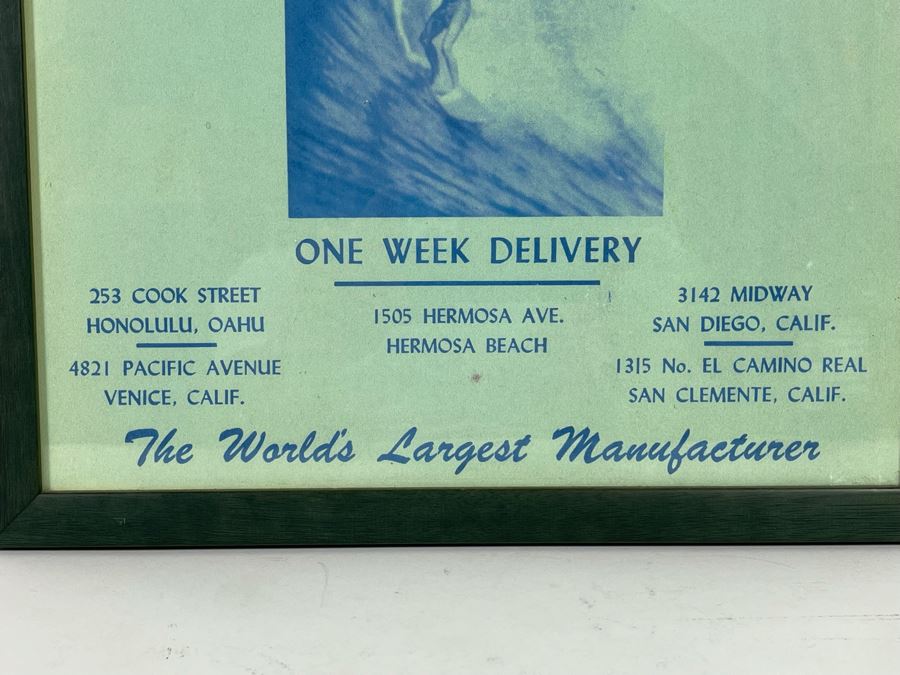 ONE WEEK DELIVERY
253 COOK STREET
HONOLULU, OAHU
4821 PACIFIC AVENUE
VENICE, CALIF.
1505 HERMOSA AVE.
HERMOSA BEACH
3142 MIDWAY
SAN DIEGO, CALIF.
1315 No. EL CAMINO REAL
SAN CLEMENTE, CALIF.
The World's Largest Manufacturer